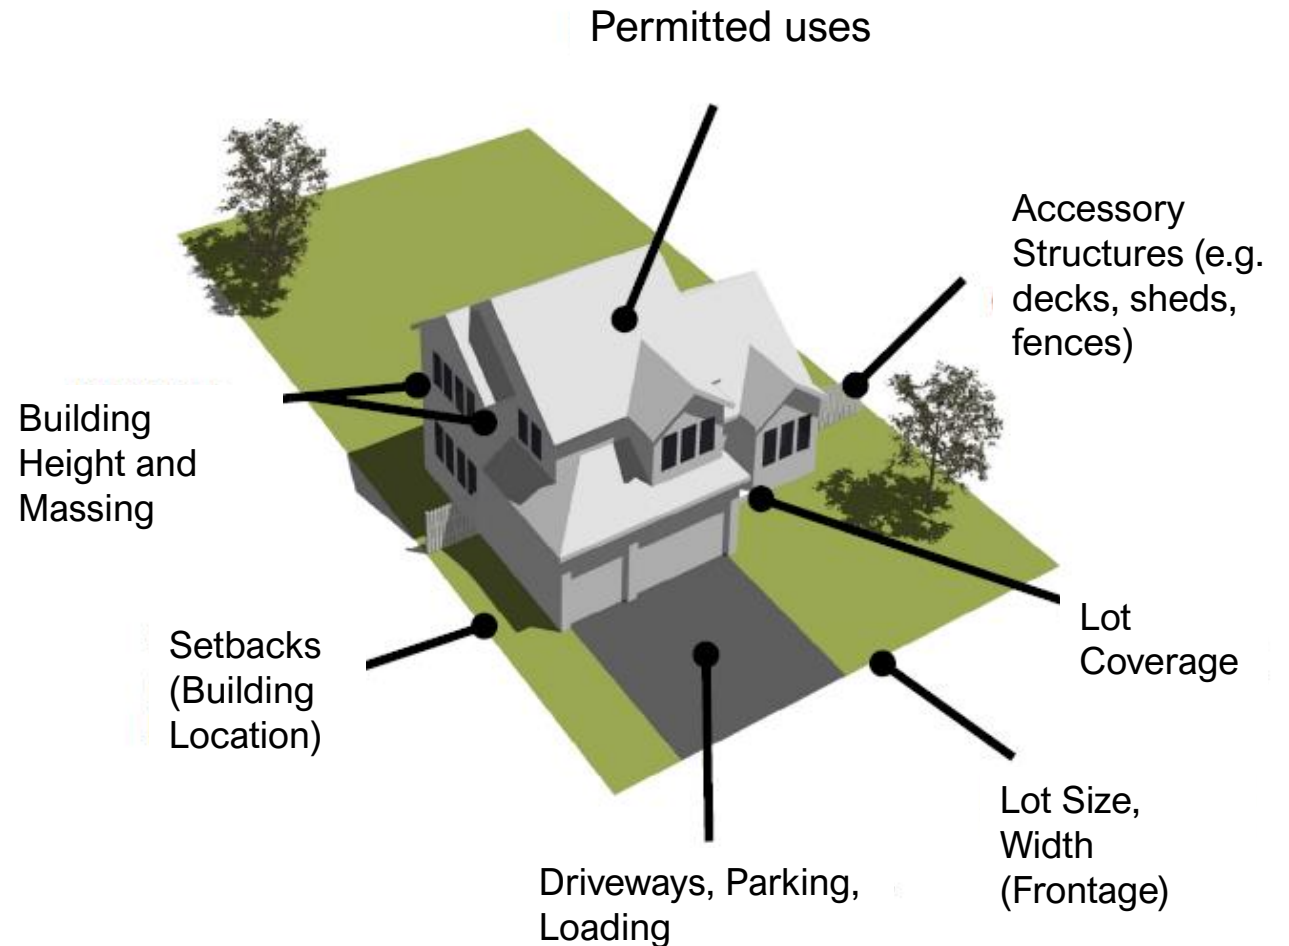 Permitted uses
Accessory
Structures (e.g.
decks, sheds,
fences)
Building
Height and
Massing
Lot
Coverage
Setbacks
(Building
Location)
Lot Size,
Width
(Frontage)
Driveways, Parking,
Loading